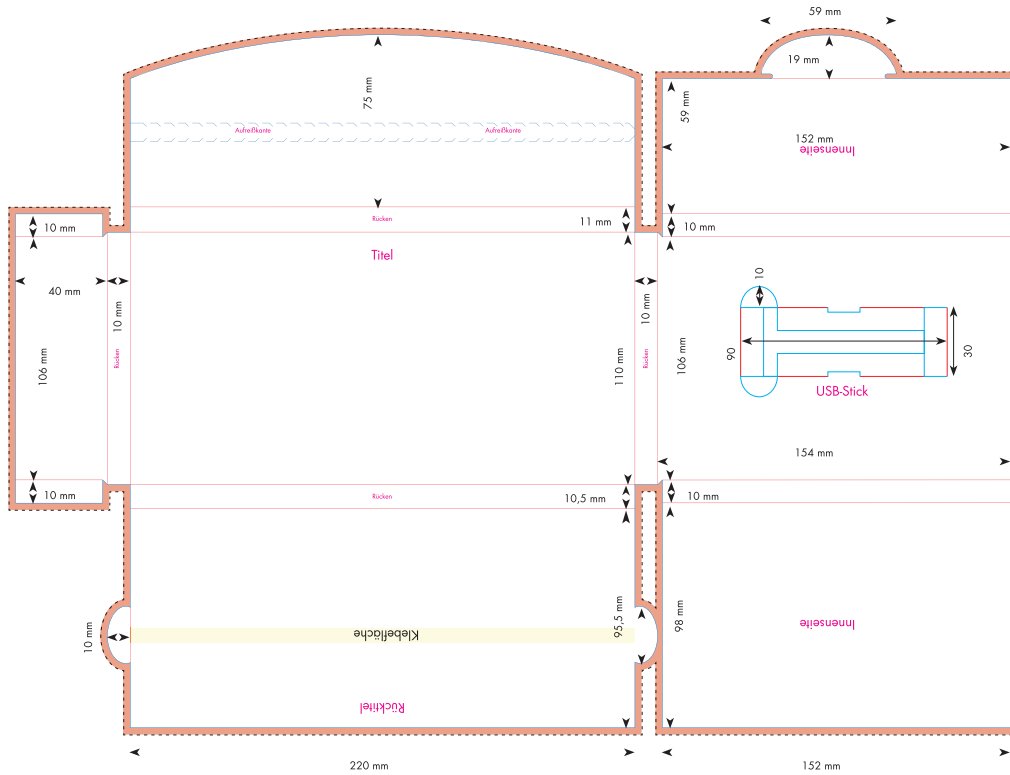 59 mm
19 mm
75 mm
59 mm
Aufreißkante
Aufreißkante
152 mm
Innenseite
Rücken
11 mm
10 mm
10 mm
Titel
40 mm
10 mm
10 mm
10
106 mm
Rücken
110 mm
Rücken
106 mm
90
30
USB-Stick
154 mm
10 mm
Rücken
10,5 mm
10 mm
10 mm
Klebefläche
95,5 mm
98 mm
Innenseite
Rücktitel
220 mm
152 mm